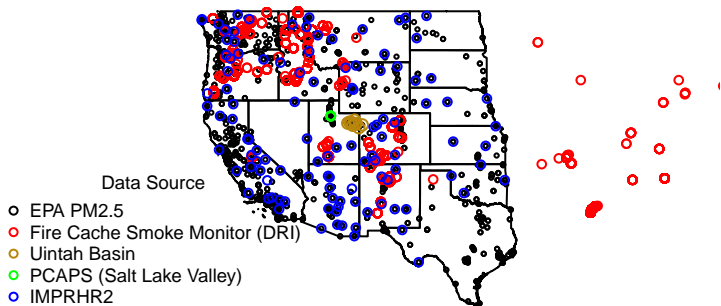 Data Source
EPA PM2.5
Fire Cache Smoke Monitor (DRI)
Uintah Basin
PCAPS (Salt Lake Valley)
IMPRHR2